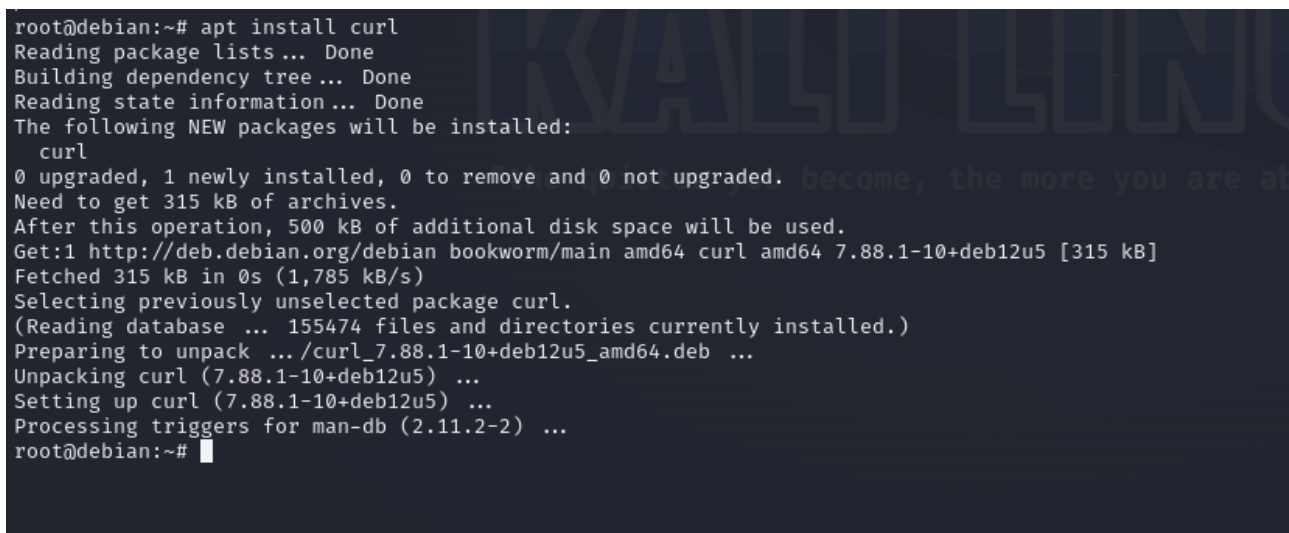 root@debian:~# apt install curl
Reading package lists... Done
Building dependency tree... Done
Reading state information... Done
The following NEW packages will be installed:
  curl
0 upgraded, 1 newly installed, 0 to remove and 0 not upgraded.
Need to get 315 kB of archives.
After this operation, 500 kB of additional disk space will be used.
Get:1 http://deb.debian.org/debian bookworm/main amd64 curl amd64 7.88.1-10+deb12u5 [315 kB]
Fetched 315 kB in 0s (1,785 kB/s)
Selecting previously unselected package curl.
(Reading database ... 155474 files and directories currently installed.)
Preparing to unpack .../curl_7.88.1-10+deb12u5_amd64.deb ...
Unpacking curl (7.88.1-10+deb12u5) ...
Setting up curl (7.88.1-10+deb12u5) ...
Processing triggers for man-db (2.11.2-2) ...
root@debian:~#
KALI
become, the more you are